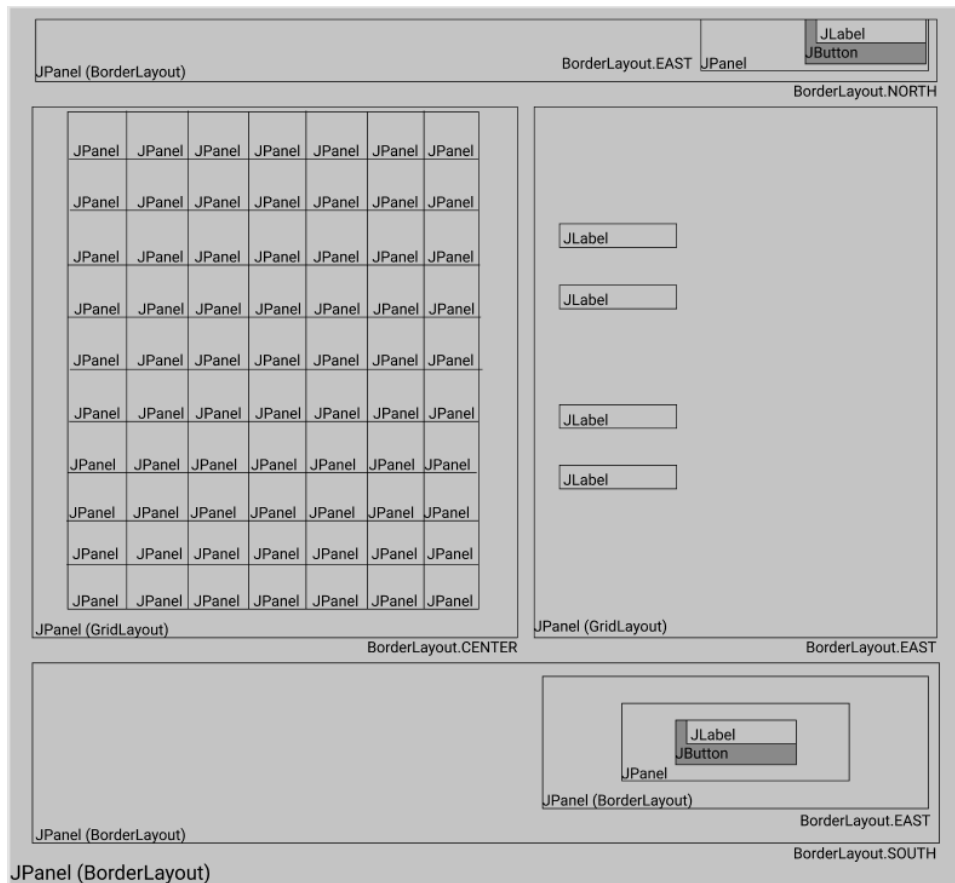 JLabel
JButton
BorderLayout.EAST JPanel
JPanel (BorderLayout)
BorderLayout.NORTH
JPanel JPanel JPanel JPanel JPanel JPanel JPanel
JPanel JPanel JPanel JPanel JPanel JPanel JPanel
JPanel JPanel JPanel JPanel JPanel JPanel JPanel
JPanel JPanel JPanel JPanel JPanel JPanel JPanel
JPanel JPanel JPanel JPanel JPanel JPanel JPanel
JPanel JPanel JPanel JPanel JPanel JPanel JPanel
JPanel JPanel JPanel JPanel JPanel JPanel JPanel
JPanel JPanel JPanel JPanel JPanel JPanel JPanel
JPanel JPanel JPanel JPanel JPanel JPanel JPanel
JPanel JPanel JPanel JPanel JPanel JPanel JPanel
JPanel (GridLayout)
BorderLayout.CENTER
JLabel
JLabel
JLabel
JLabel
JPanel (GridLayout)
BorderLayout.EAST
JLabel
JButton
JPanel
JPanel (BorderLayout)
BorderLayout.EAST
JPanel (BorderLayout)
BorderLayout.SOUTH
JPanel (BorderLayout)